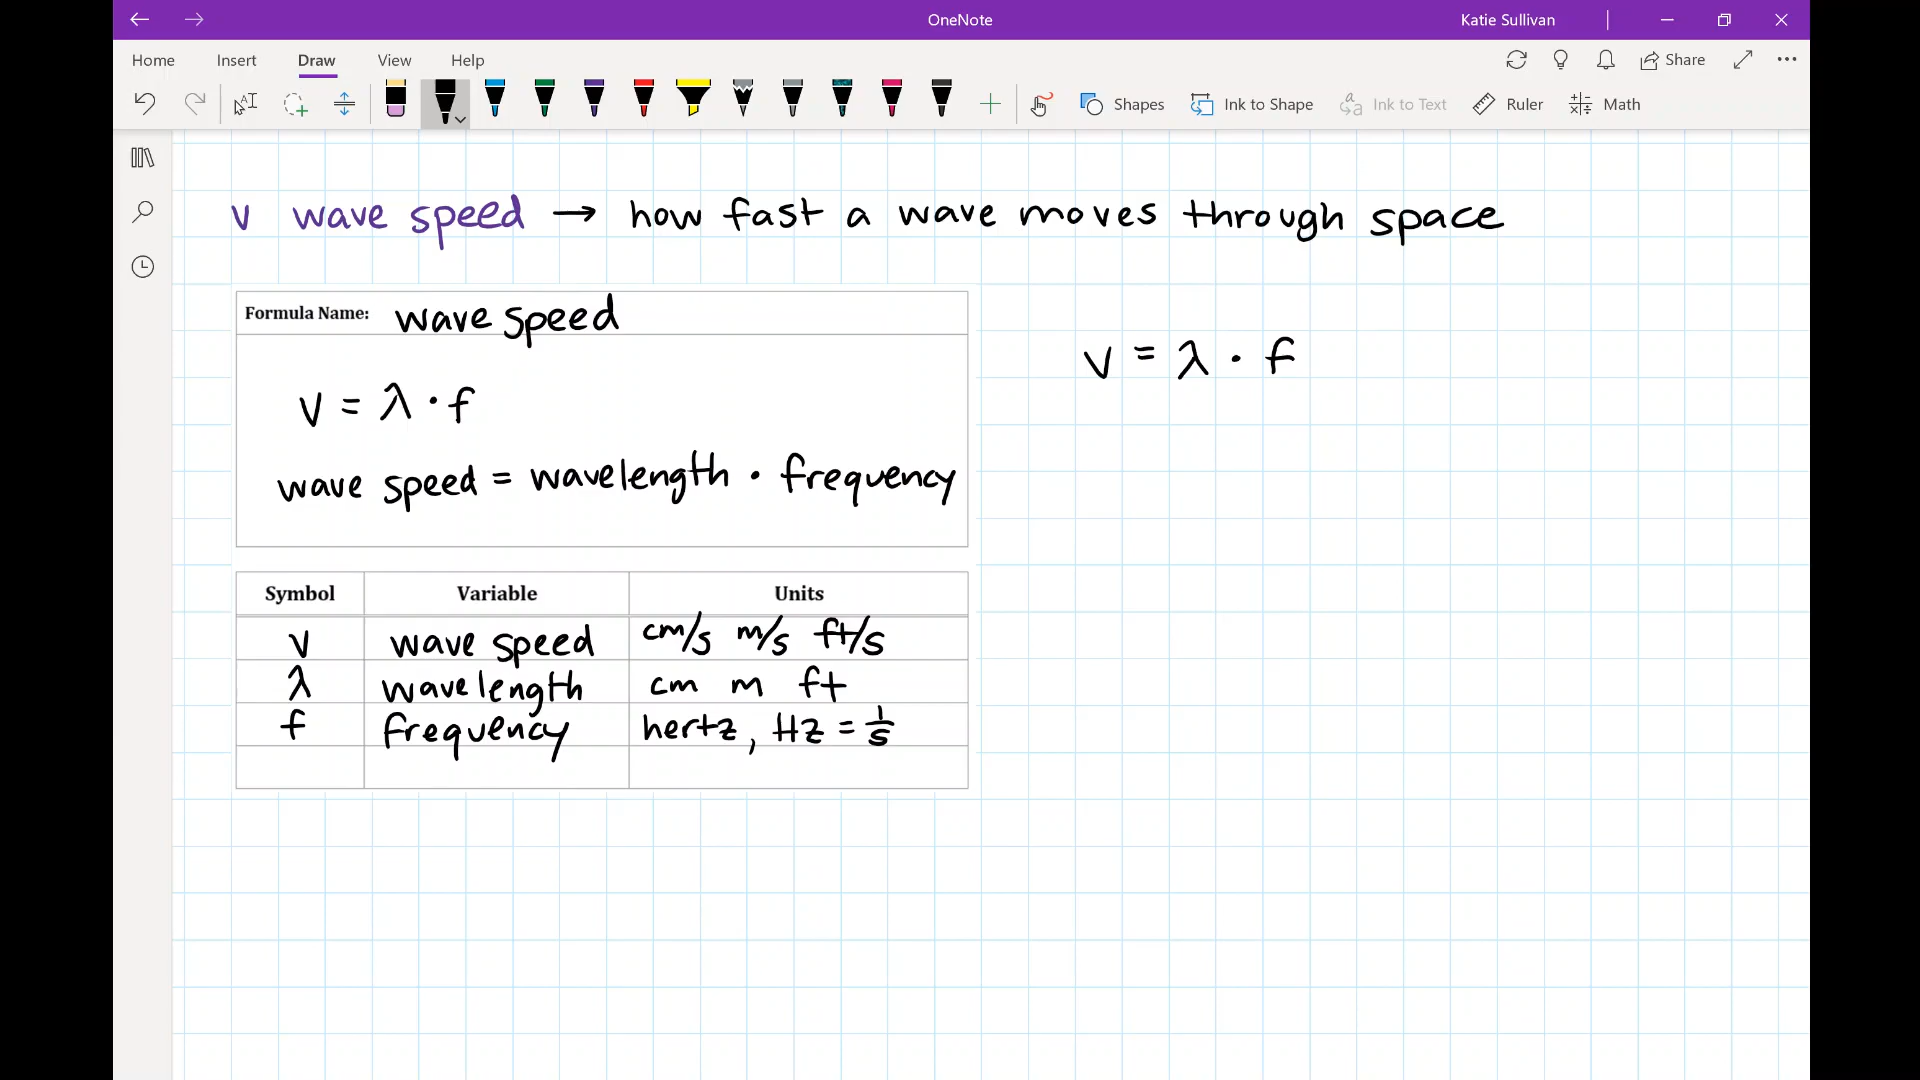 OneNote
Katie Sullivan
Home Insert Draw View Help
Share
Shapes Ink to Shape Ink to Text Ruler Math
v wave speed → how fast a wave moves through space
Formula Name: wave speed
v = λ · f
v = λ · f
wave speed = wavelength · frequency
Symbol Variable Units
v wave speed cm/s m/s ft/s
λ wavelength cm m ft
f frequency hertz, Hz = 1/s